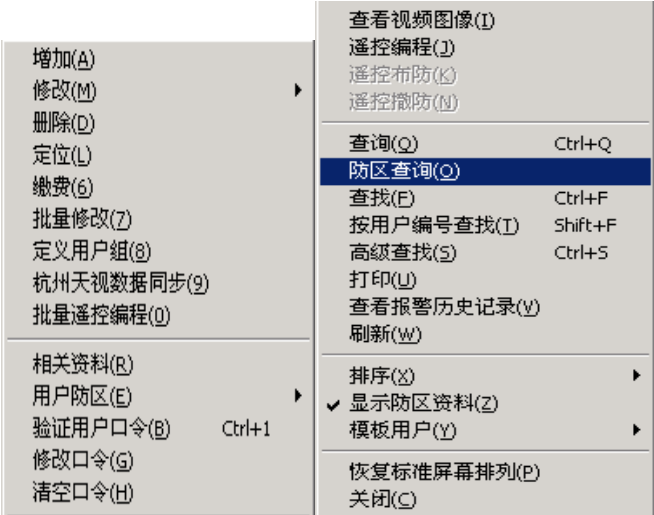 增加(A)
修改(M)
删除(D)
定位(L)
缴费(6)
批量修改(7)
定义用户组(8)
杭州天视数据同步(9)
批量遥控编程(0)
相关资料(R)
用户防区(E)
验证用户口令(B) Ctrl+1
修改口令(G)
清空口令(H)
查看视频图像(I)
遥控编程(J)
遥控布防(K)
遥控撤防(N)
查询(Q) Ctrl+Q
防区查询(O)
查找(F) Ctrl+F
按用户编号查找(T) Shift+F
高级查找(S) Ctrl+S
打印(U)
查看报警历史记录(V)
刷新(W)
排序(X)
显示防区资料(Z)
模板用户(Y)
恢复标准屏幕排列(P)
关闭(C)